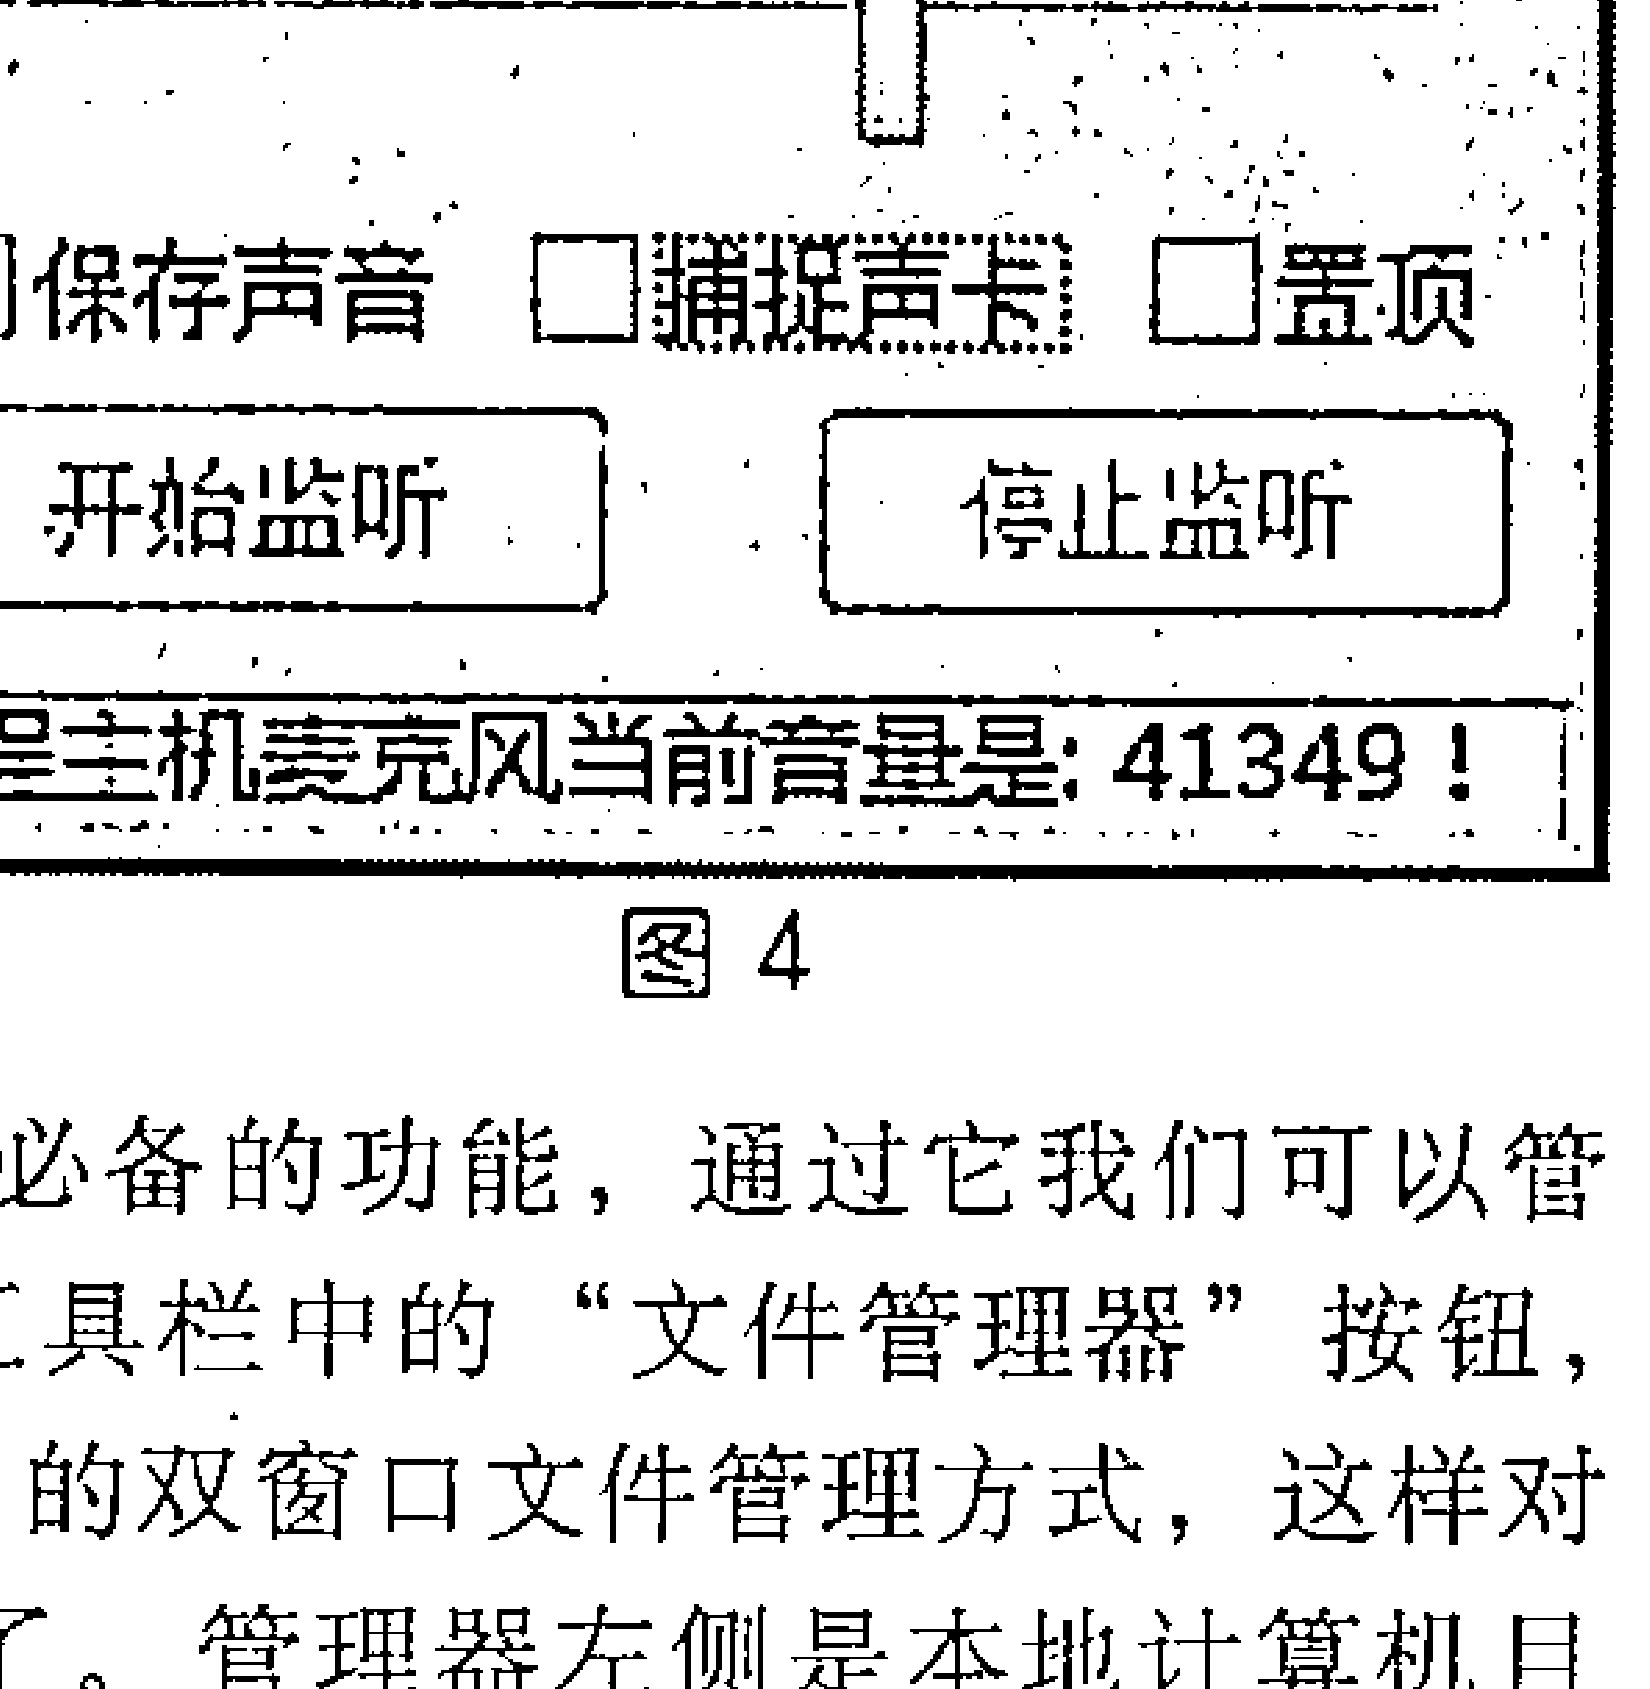 保存声音 捕捉声卡 置顶
开始监听 停止监听
程主机麦克风当前音量是: 41349！
图 4
必备的功能，通过它我们可以管
工具栏中的“文件管理器”按钮，
的双窗口文件管理方式，这样对
了。管理器左侧是本地计算机目